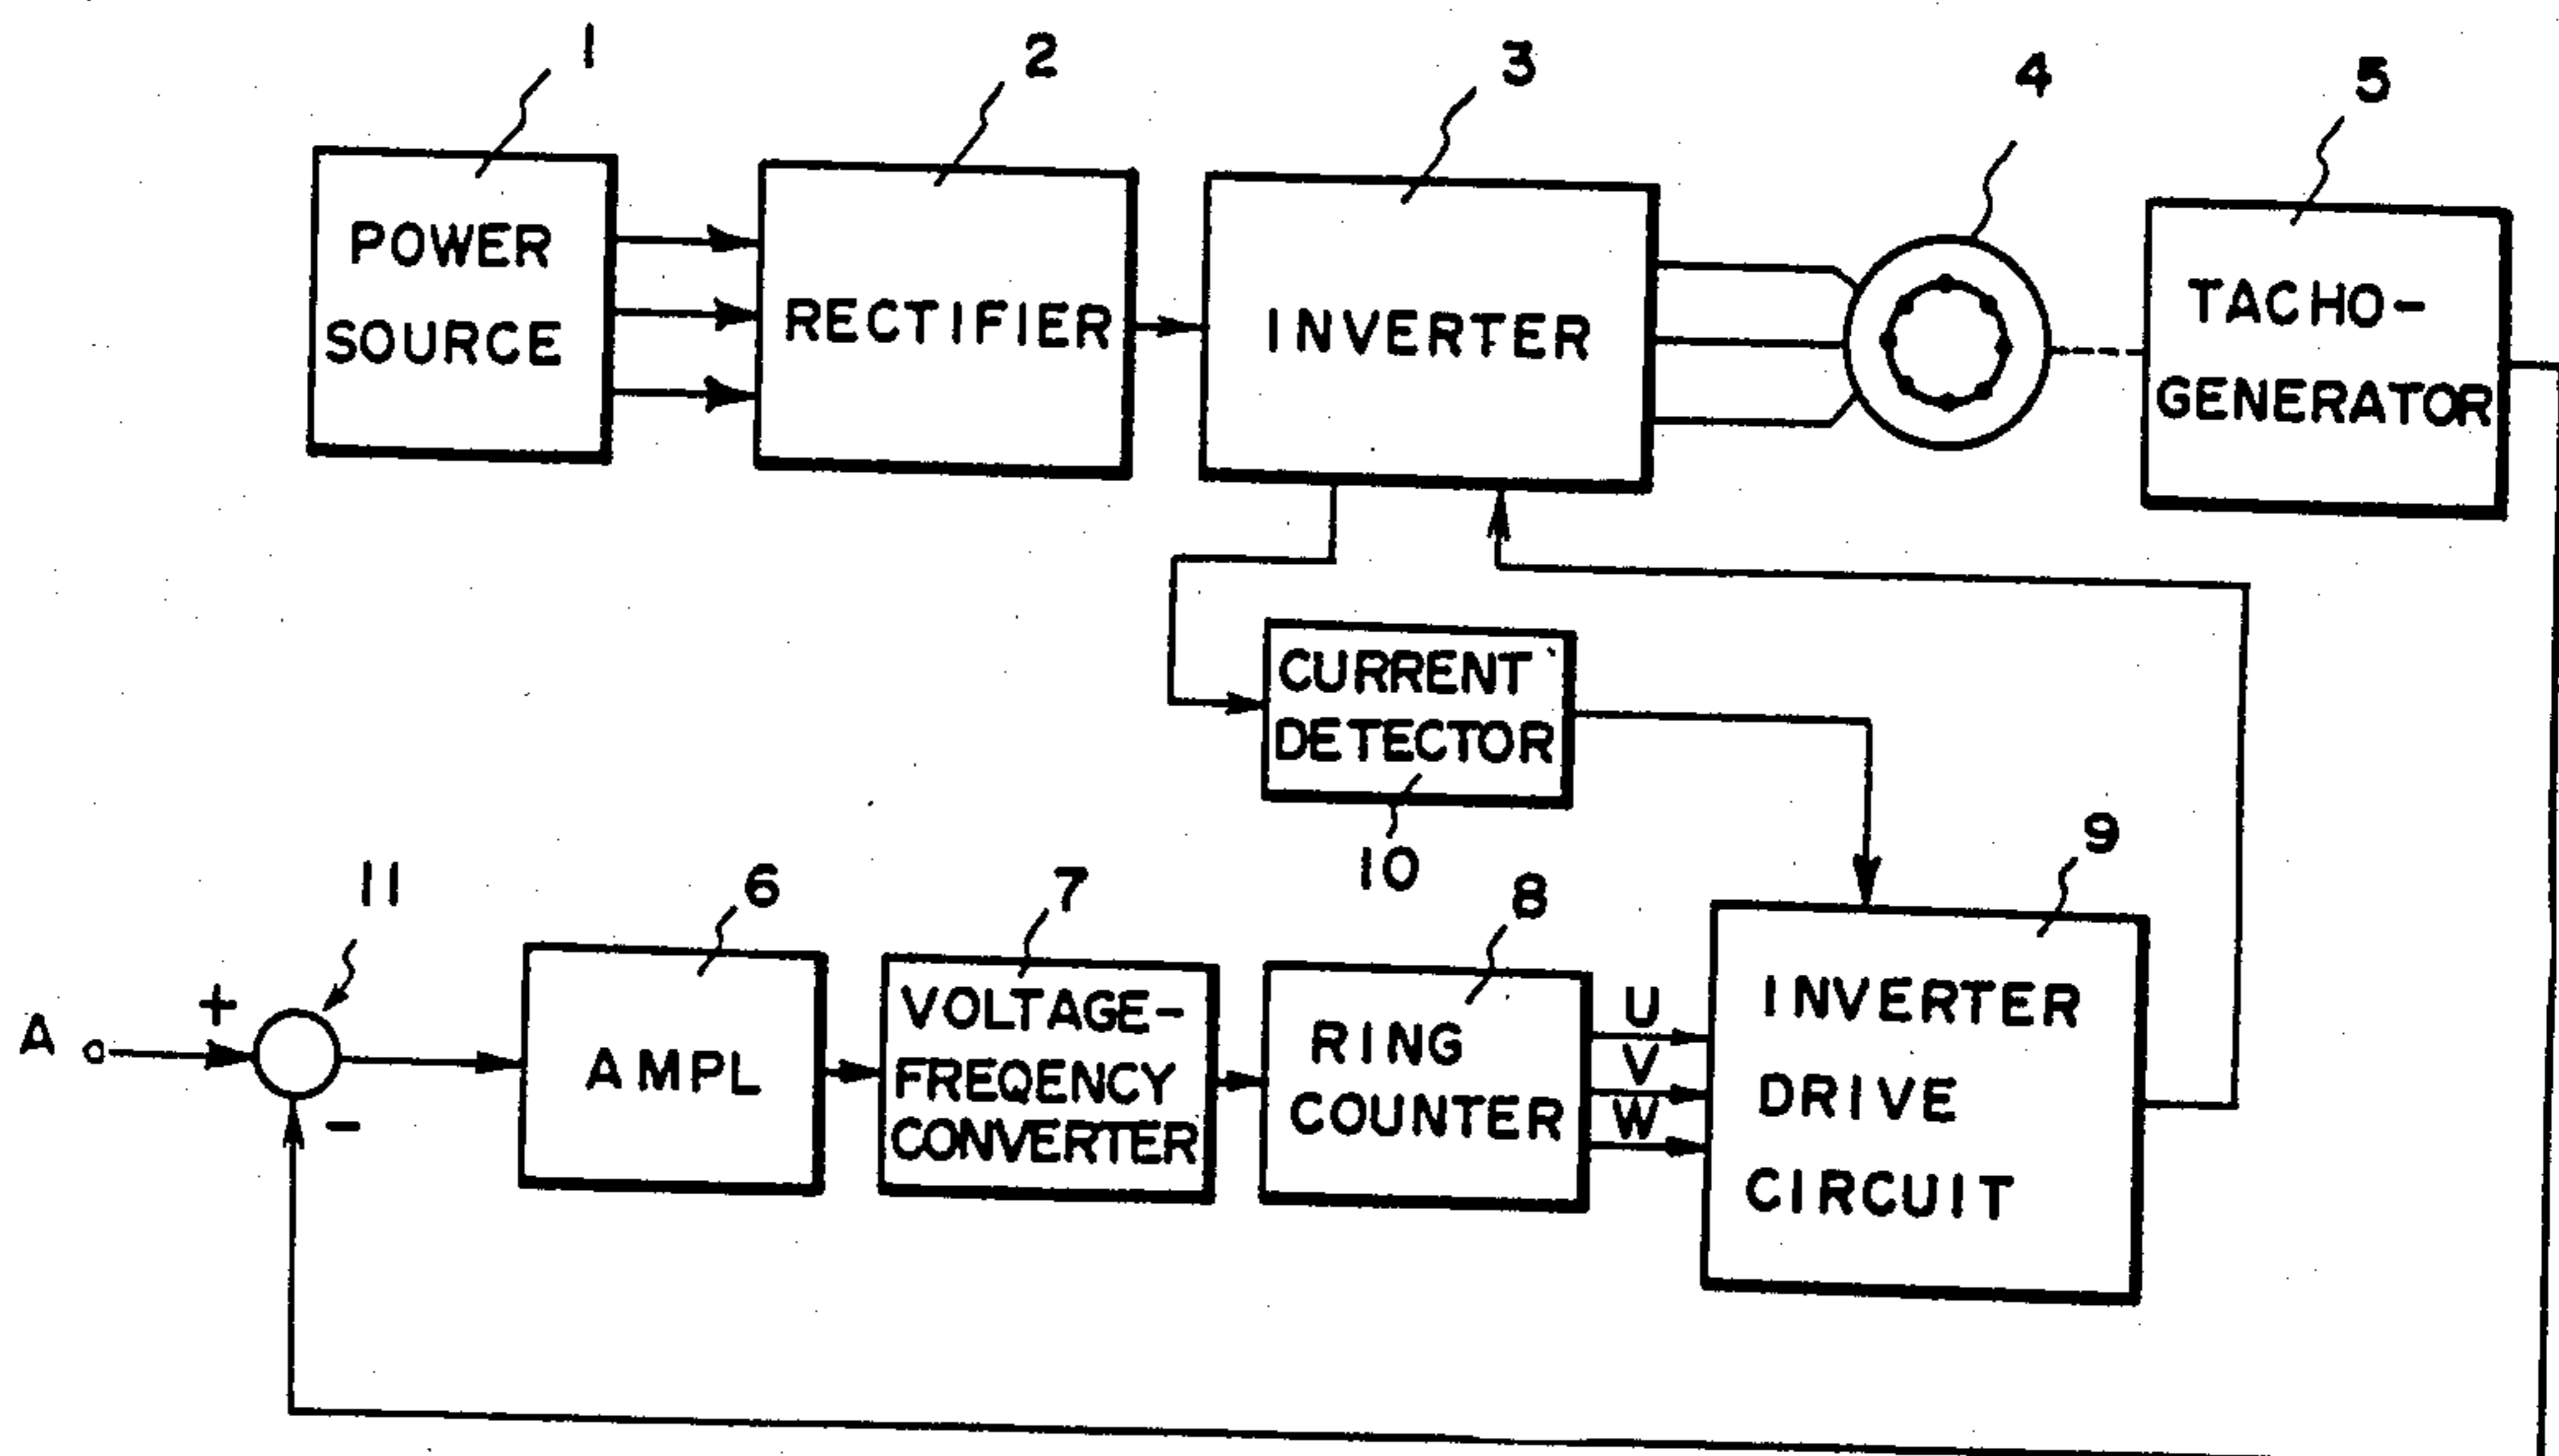 1
2
3
4
5
POWER
SOURCE
RECTIFIER
INVERTER
TACHO-
GENERATOR
CURRENT
DETECTOR
10
11
6
7
8
9
A
+
-
AMPL
VOLTAGE-
FREQENCY
CONVERTER
RING
COUNTER
U
V
W
INVERTER
DRIVE
CIRCUIT